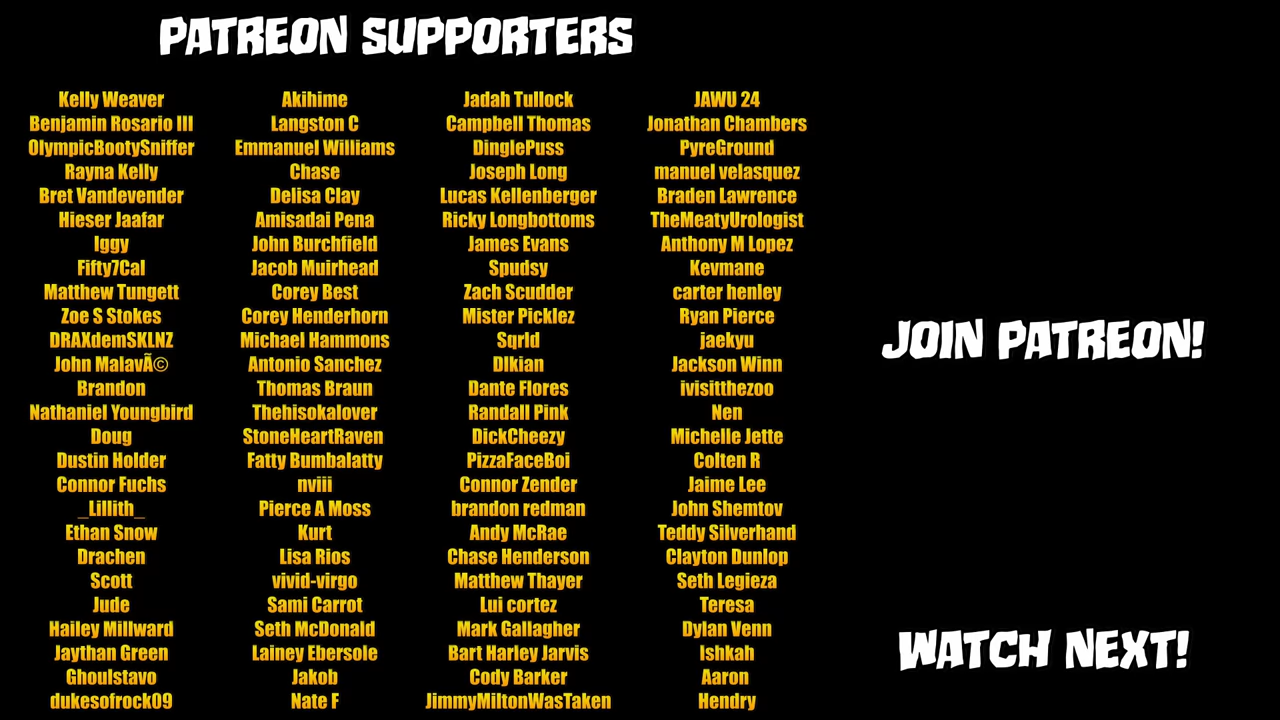 PATREON SUPPORTERS
Kelly Weaver
Benjamin Rosario III
OlympicBootySniffer
Rayna Kelly
Bret Vandevender
Hieser Jaafar
Iggy
Fifty7Cal
Matthew Tungett
Zoe S Stokes
DRAXdemSKLNZ
John MalavÃ©
Brandon
Nathaniel Youngbird
Doug
Dustin Holder
Connor Fuchs
_Lillith_
Ethan Snow
Drachen
Scott
Jude
Hailey Millward
Jaythan Green
Ghoulstavo
dukesofrock09
Akihime
Langston C
Emmanuel Williams
Chase
Delisa Clay
Amisadai Pena
John Burchfield
Jacob Muirhead
Corey Best
Corey Henderhorn
Michael Hammons
Antonio Sanchez
Thomas Braun
Thehisokalover
StoneHeartRaven
Fatty Bumbalatty
nviii
Pierce A Moss
Kurt
Lisa Rios
vivid-virgo
Sami Carrot
Seth McDonald
Lainey Ebersole
Jakob
Nate F
Jadah Tullock
Campbell Thomas
DinglePuss
Joseph Long
Lucas Kellenberger
Ricky Longbottoms
James Evans
Spudsy
Zach Scudder
Mister Picklez
Sqrld
Dlkian
Dante Flores
Randall Pink
DickCheezy
PizzaFaceBoi
Connor Zender
brandon redman
Andy McRae
Chase Henderson
Matthew Thayer
Lui cortez
Mark Gallagher
Bart Harley Jarvis
Cody Barker
JimmyMiltonWasTaken
JAWU 24
Jonathan Chambers
PyreGround
manuel velasquez
Braden Lawrence
TheMeatyUrologist
Anthony M Lopez
Kevmane
carter henley
Ryan Pierce
jaekyu
Jackson Winn
ivisitthezoo
Nen
Michelle Jette
Colten R
Jaime Lee
John Shemtov
Teddy Silverhand
Clayton Dunlop
Seth Legieza
Teresa
Dylan Venn
Ishkah
Aaron
Hendry
JOIN PATREON!
WATCH NEXT!